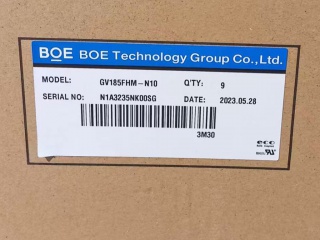 BOE BOE Technology Group Co.,Ltd.
MODEL: GV185FHM-N10 Q'TY: 9
SERIAL NO: N1A3235NK00SG DATE: 2023.05.28
3M30
eco